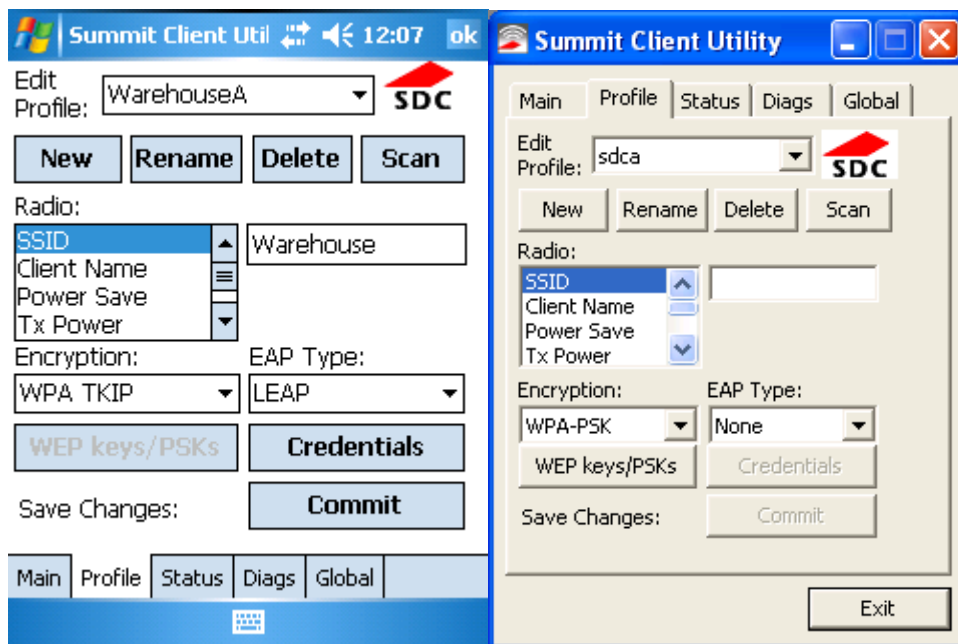 Summit Client Util 12:07 ok
Edit Profile: WarehouseA
SDC
New Rename Delete Scan
Radio:
SSID Warehouse
Client Name
Power Save
Tx Power
Encryption: EAP Type:
WPA TKIP LEAP
WEP keys/PSKs Credentials
Save Changes: Commit
Main Profile Status Diags Global
Summit Client Utility
Main Profile Status Diags Global
Edit Profile: sdca
SDC
New Rename Delete Scan
Radio:
SSID
Client Name
Power Save
Tx Power
Encryption: EAP Type:
WPA-PSK None
WEP keys/PSKs Credentials
Save Changes: Commit
Exit